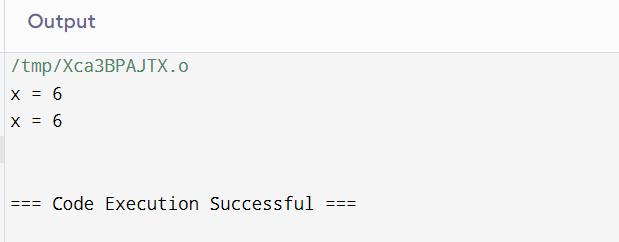 Output
/tmp/Xca3BPAJTX.o
x = 6
x = 6
=== Code Execution Successful ===